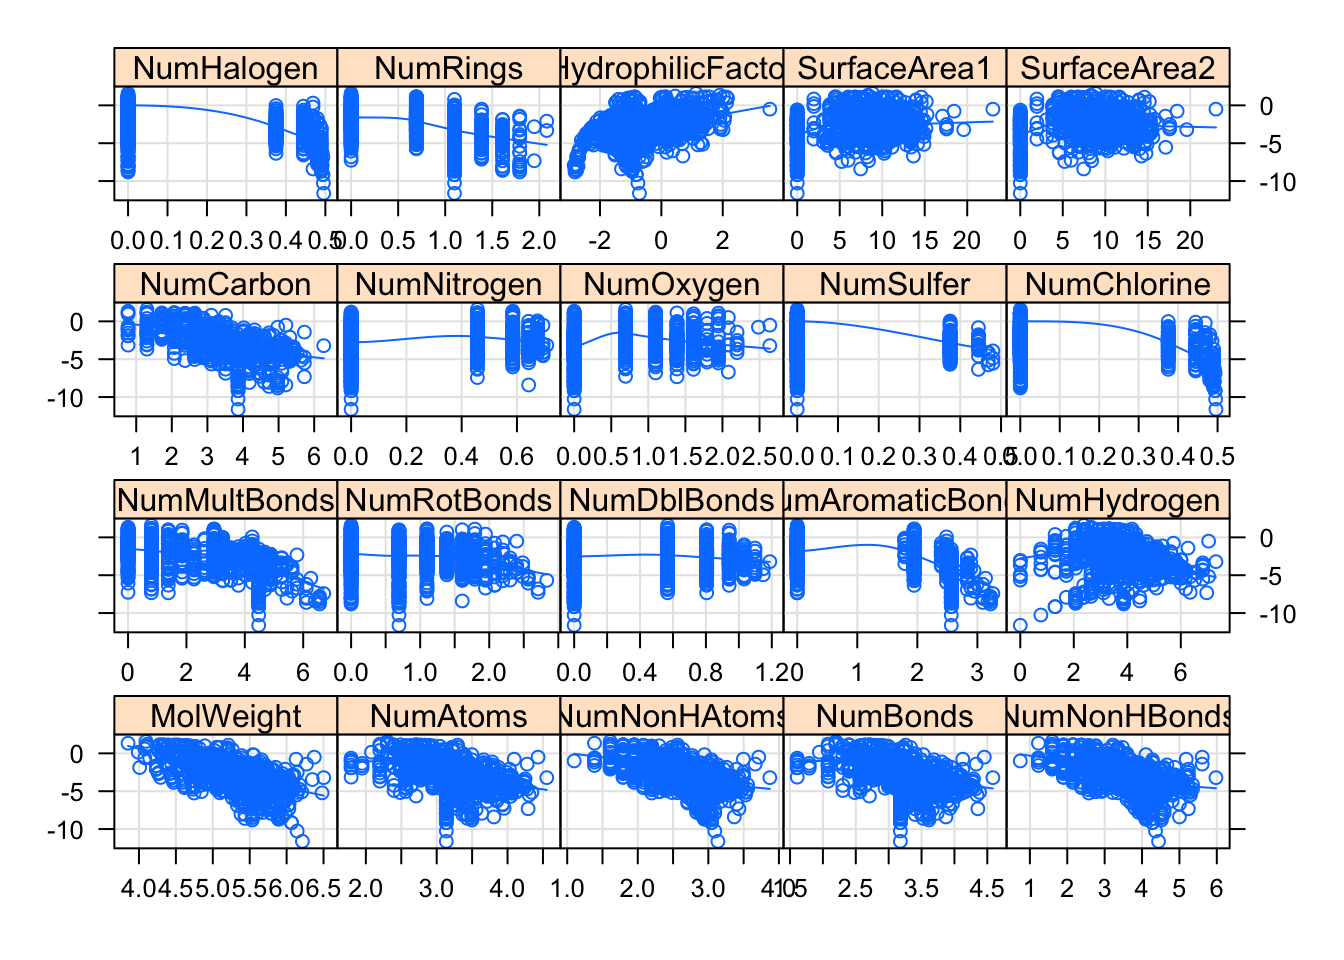 NumHalogen NumRings HydrophilicFacto SurfaceArea1 SurfaceArea2
0
-5
-10
0.0 0.1 0.2 0.3 0.4 0.5 0.0 0.5 1.0 1.5 2.0 -2 0 2 0 5 10 15 20 0 5 10 15 20
NumCarbon NumNitrogen NumOxygen NumSulfer NumChlorine
0
-5
-10
1 2 3 4 5 6 0.0 0.2 0.4 0.6 0.0 0.5 1.0 1.5 2.0 2.5 0.0 0.1 0.2 0.3 0.4 0.5 0.0 0.1 0.2 0.3 0.4 0.5
NumMultBonds NumRotBonds NumDblBonds umAromaticBond NumHydrogen
0
-5
-10
0 2 4 6 0.0 1.0 2.0 0.0 0.4 0.8 1.2 0 1 2 3 0 2 4 6
MolWeight NumAtoms NumNonHAtoms NumBonds NumNonHBonds
0
-5
-10
4.0 4.5 5.0 5.5 6.0 6.5 2.0 3.0 4.0 1.0 2.0 3.0 4.0 1.5 2.5 3.5 4.5 1 2 3 4 5 6